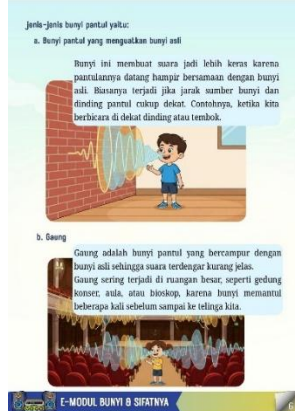 Jenis-jenis bunyi pantul yaitu:
a. Bunyi pantul yang menguatkan bunyi asli
Bunyi ini membuat suara jadi lebih keras karena
pantulannya datang hampir bersamaan dengan bunyi
asli. Biasanya terjadi jika jarak sumber bunyi dan
dinding pantul cukup dekat. Contohnya, ketika kita
berbicara di dekat dinding atau tembok.
b. Gaung
Gaung adalah bunyi pantul yang bercampur dengan
bunyi asli sehingga suara terdengar kurang jelas.
Gaung sering terjadi di ruangan besar, seperti gedung
konser, aula, atau bioskop, karena bunyi memantul
beberapa kali sebelum sampai ke telinga kita.
E-MODUL BUNYI & SIFATNYA